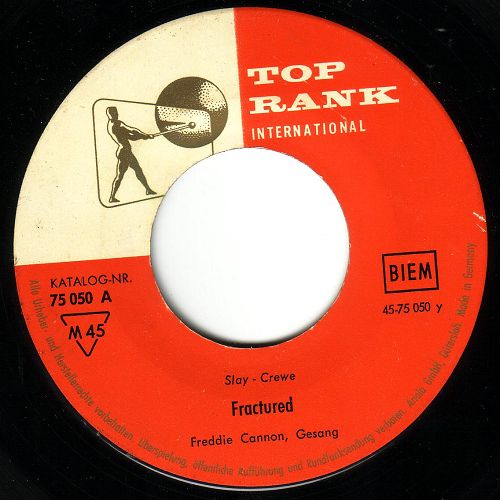 TOP
RANK
INTERNATIONAL
KATALOG-NR.
75 050 A
M 45
BIEM
45-75 050 y
Slay - Crewe
Fractured
Freddie Cannon, Gesang
Alle Urheber- und Herstellerrechte vorbehalten. Überspielung, öffentliche Aufführung und Rundfunksendung verboten. Ariola GmbH, Gütersloh, Made in Germany